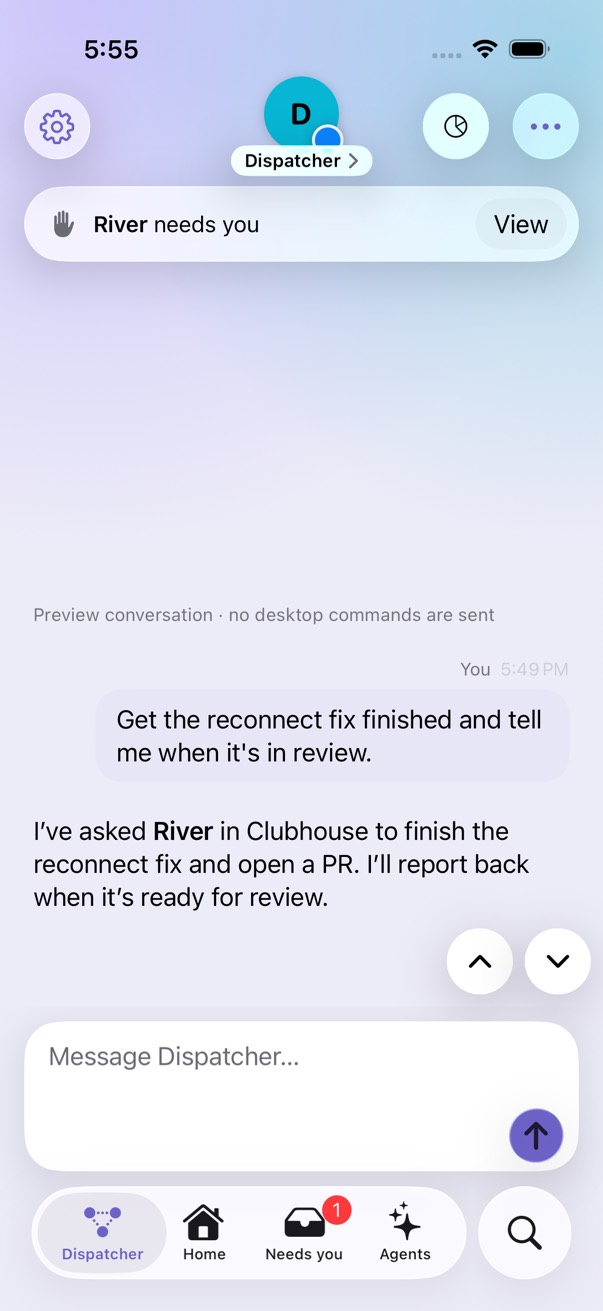 5:55
D
Dispatcher
River needs you
View
Preview conversation · no desktop commands are sent
You 5:49 PM
Get the reconnect fix finished and tell
me when it's in review.
I’ve asked River in Clubhouse to finish the
reconnect fix and open a PR. I’ll report back
when it’s ready for review.
Message Dispatcher...
1
Dispatcher
Home
Needs you
Agents